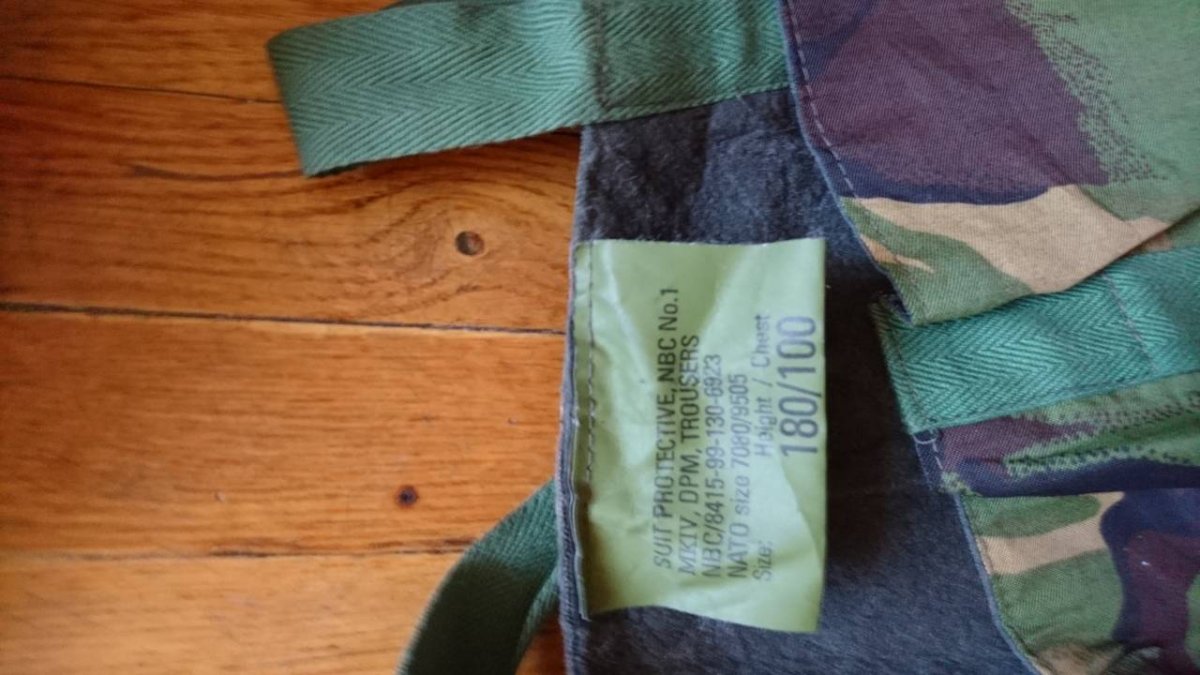 SUIT PROTECTIVE, NBC No.1
MKIV, DPM, TROUSERS
NBC/8415-99-130-6923
NATO size 7080/9505
Size: Height / Chest
180/100